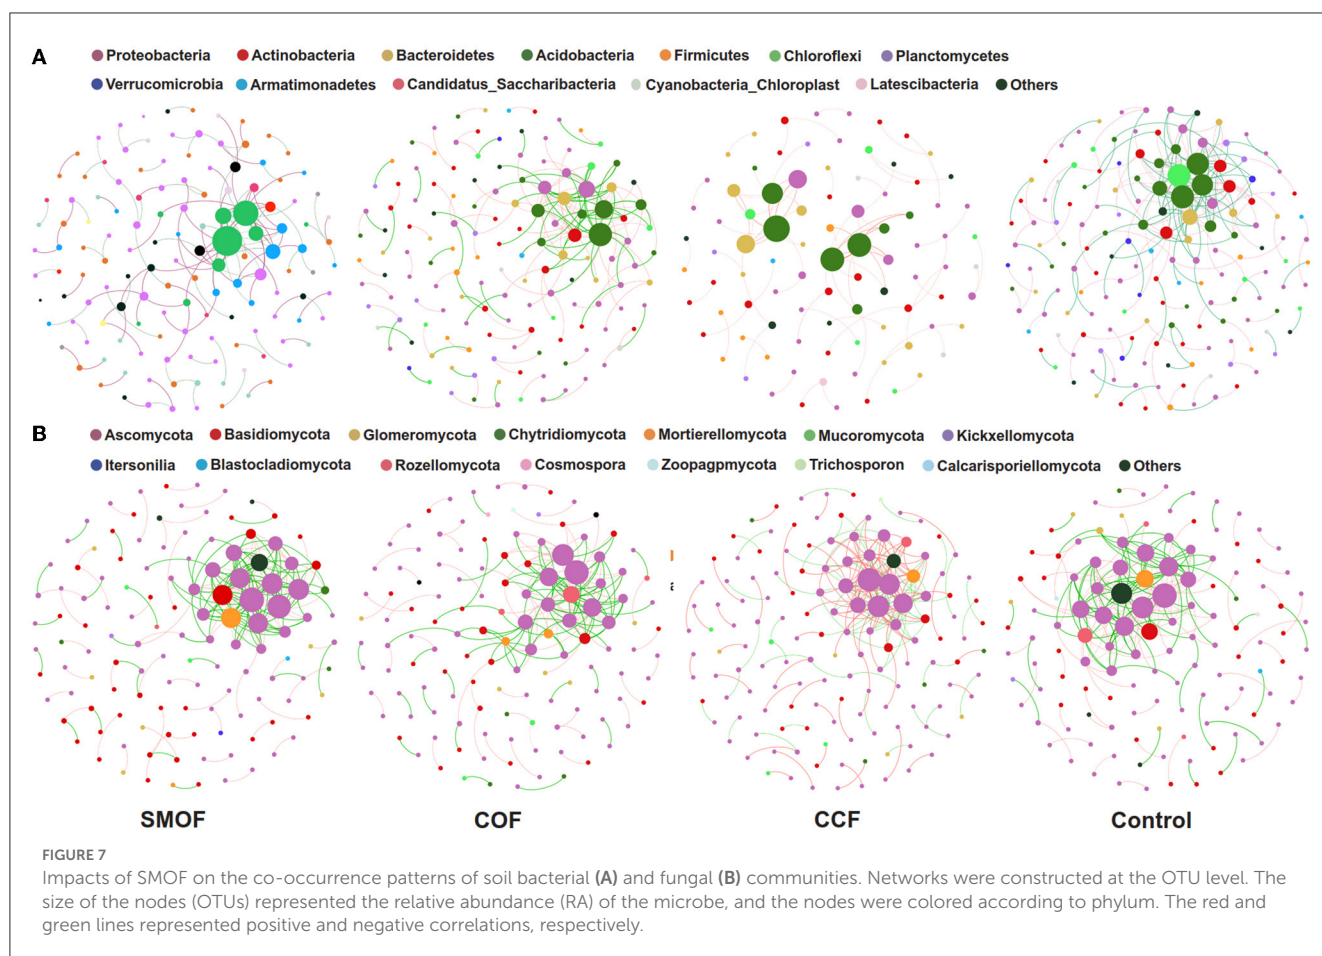 A
Proteobacteria Actinobacteria Bacteroidetes Acidobacteria Firmicutes Chloroflexi Planctomycetes
Verrucomicrobia Armatimonadetes Candidatus_Saccharibacteria Cyanobacteria_Chloroplast Latescibacteria Others
B
Ascomycota Basidiomycota Glomeromycota Chytridiomycota Mortierellomycota Mucoromycota Kickxellomycota
Itersonilia Blastocladiomycota Rozellomycota Cosmospora Zoopagpmycota Trichosporon Calcarisporiellomycota Others
SMOF COF CCF Control
FIGURE 7
Impacts of SMOF on the co-occurrence patterns of soil bacterial (A) and fungal (B) communities. Networks were constructed at the OTU level. The
size of the nodes (OTUs) represented the relative abundance (RA) of the microbe, and the nodes were colored according to phylum. The red and
green lines represented positive and negative correlations, respectively.